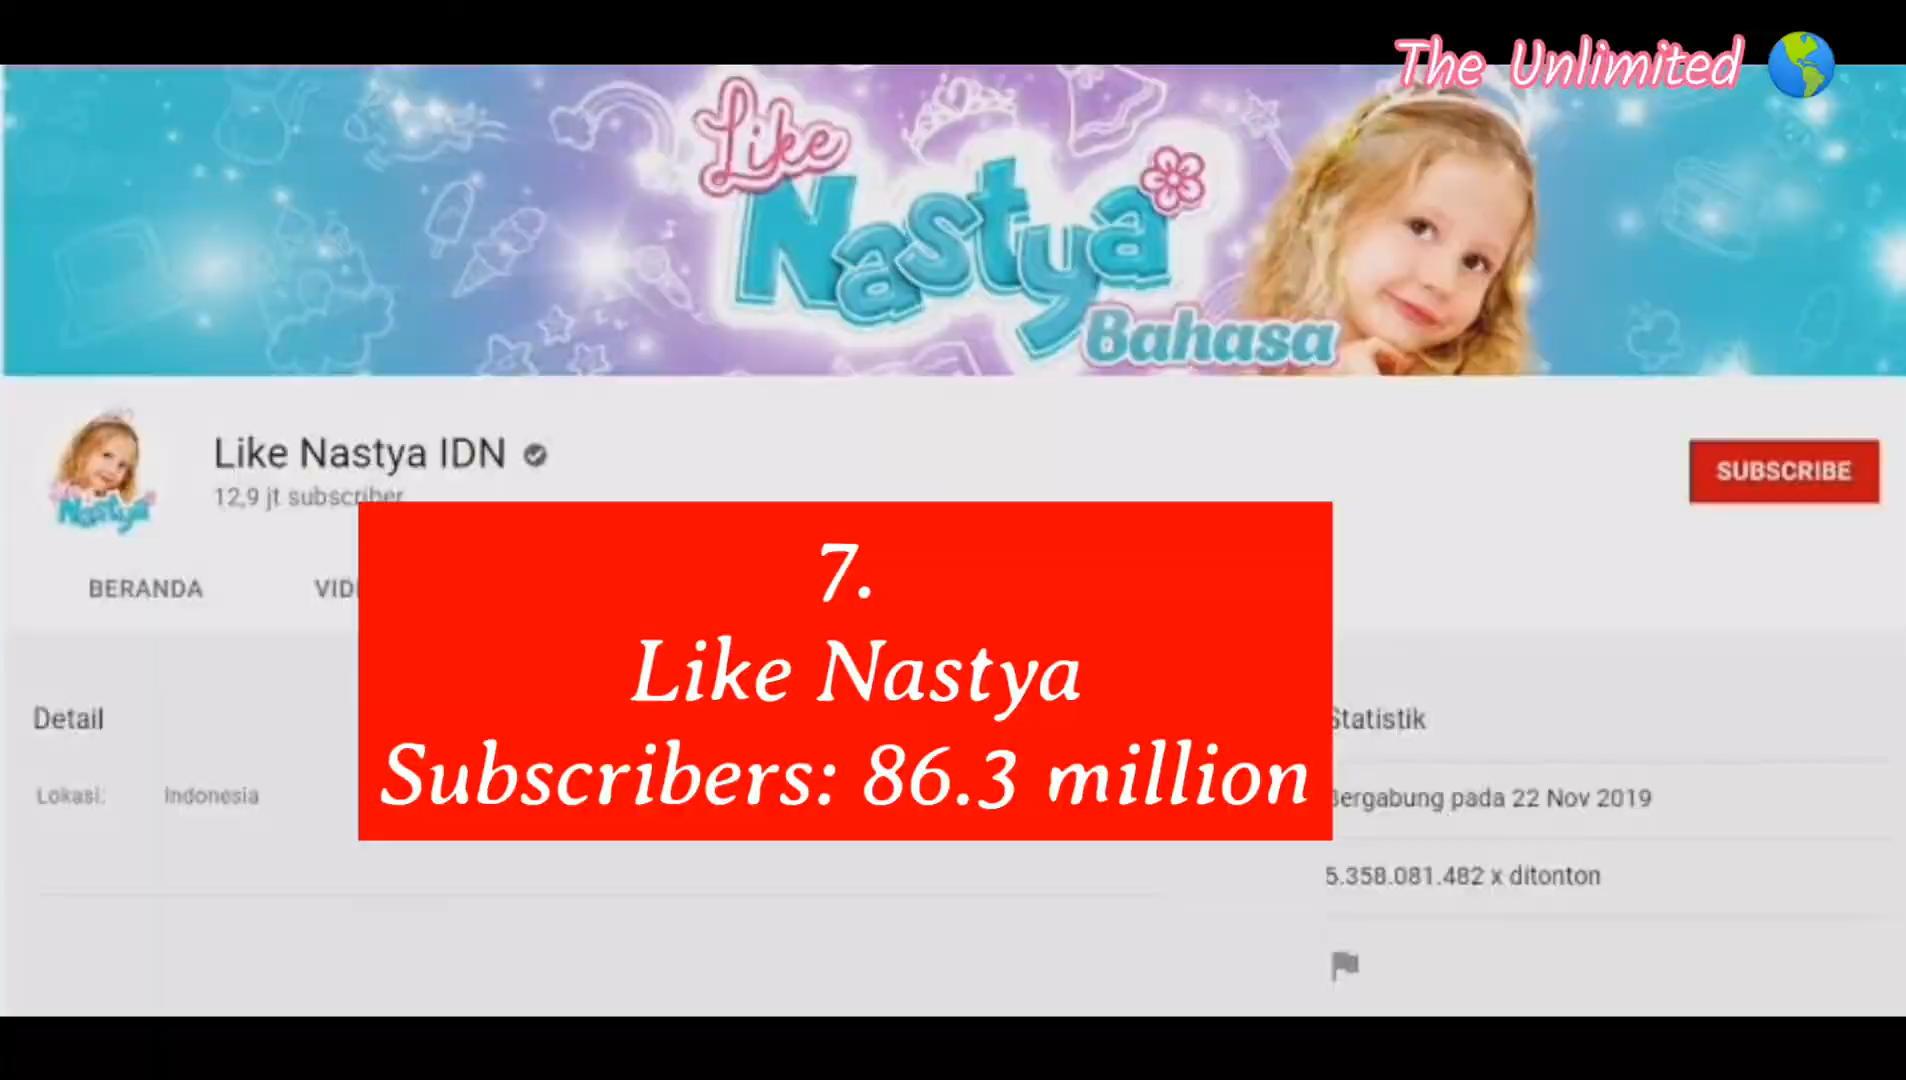 The Unlimited
Like
Nastya
Bahasa
Like Nastya IDN
12,9 jt subscriber
SUBSCRIBE
Nastya
BERANDA
7.
Like Nastya
Subscribers: 86.3 million
Detail
Statistik
Lokasi:
Indonesia
Bergabung pada 22 Nov 2019
5.358.081.482 x ditonton